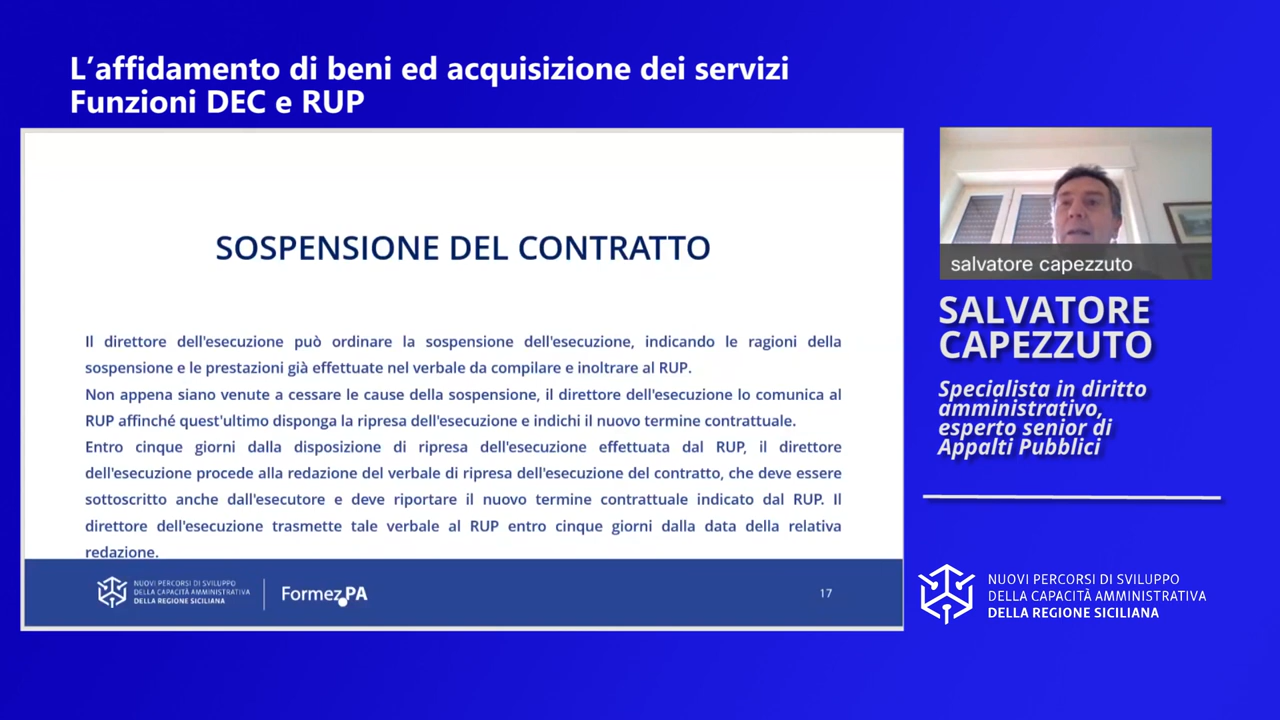 L'affidamento di beni ed acquisizione dei servizi
Funzioni DEC e RUP
SOSPENSIONE DEL CONTRATTO
Il direttore dell'esecuzione può ordinare la sospensione dell'esecuzione, indicando le ragioni della
sospensione e le prestazioni già effettuate nel verbale da compilare e inoltrare al RUP.
Non appena siano venute a cessare le cause della sospensione, il direttore dell'esecuzione lo comunica al
RUP affinché quest'ultimo disponga la ripresa dell'esecuzione e indichi il nuovo termine contrattuale.
Entro cinque giorni dalla disposizione di ripresa dell'esecuzione effettuata dal RUP, il direttore
dell'esecuzione procede alla redazione del verbale di ripresa dell'esecuzione del contratto, che deve essere
sottoscritto anche dall'esecutore e deve riportare il nuovo termine contrattuale indicato dal RUP. Il
direttore dell'esecuzione trasmette tale verbale al RUP entro cinque giorni dalla data della relativa
redazione.
NUOVI PERCORSI DI SVILUPPO
DELLA CAPACITÀ AMMINISTRATIVA
DELLA REGIONE SICILIANA
Formez PA
17
salvatore capezzuto
SALVATORE
CAPEZZUTO
Specialista in diritto
amministrativo,
esperto senior di
Appalti Pubblici
NUOVI PERCORSI DI SVILUPPO
DELLA CAPACITÀ AMMINISTRATIVA
DELLA REGIONE SICILIANA